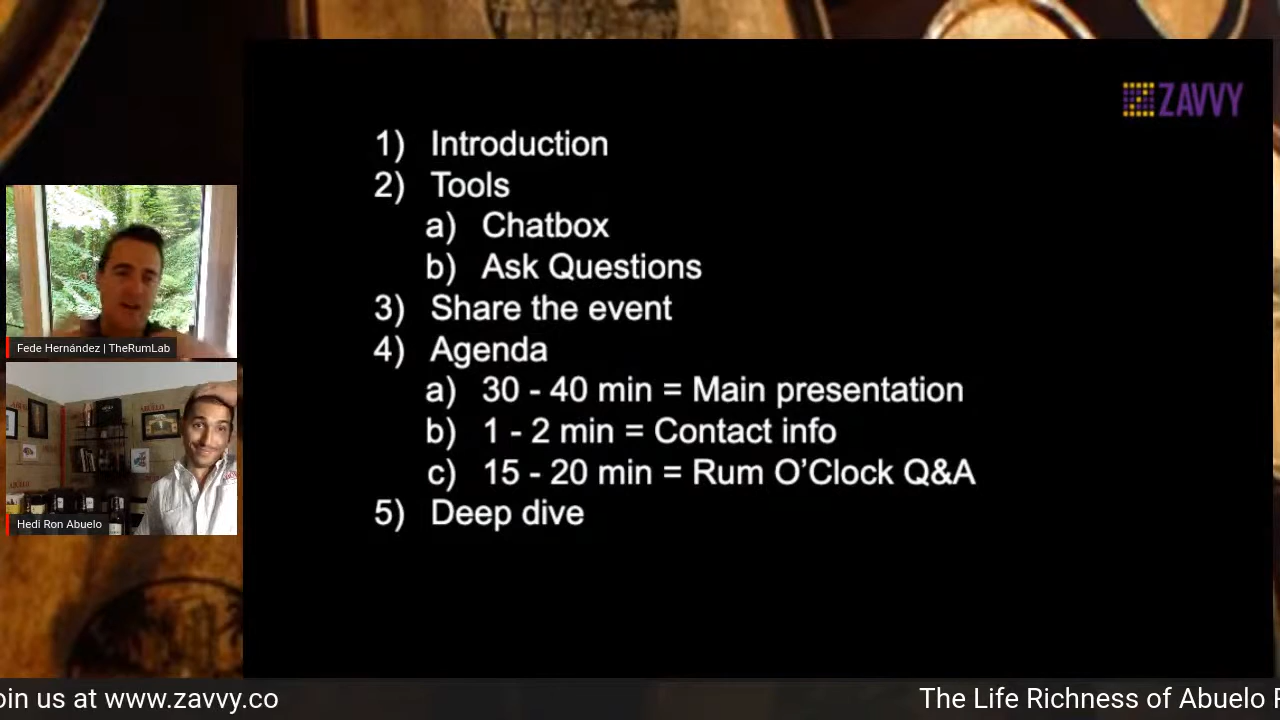 ZAVVY
1) Introduction
2) Tools
a) Chatbox
b) Ask Questions
3) Share the event
4) Agenda
a) 30 - 40 min = Main presentation
b) 1 - 2 min = Contact info
c) 15 - 20 min = Rum O’Clock Q&A
5) Deep dive
Fede Hernández | TheRumLab
ABUELO
Hedi Ron Abuelo
oin us at www.zavvy.co
The Life Richness of Abuelo